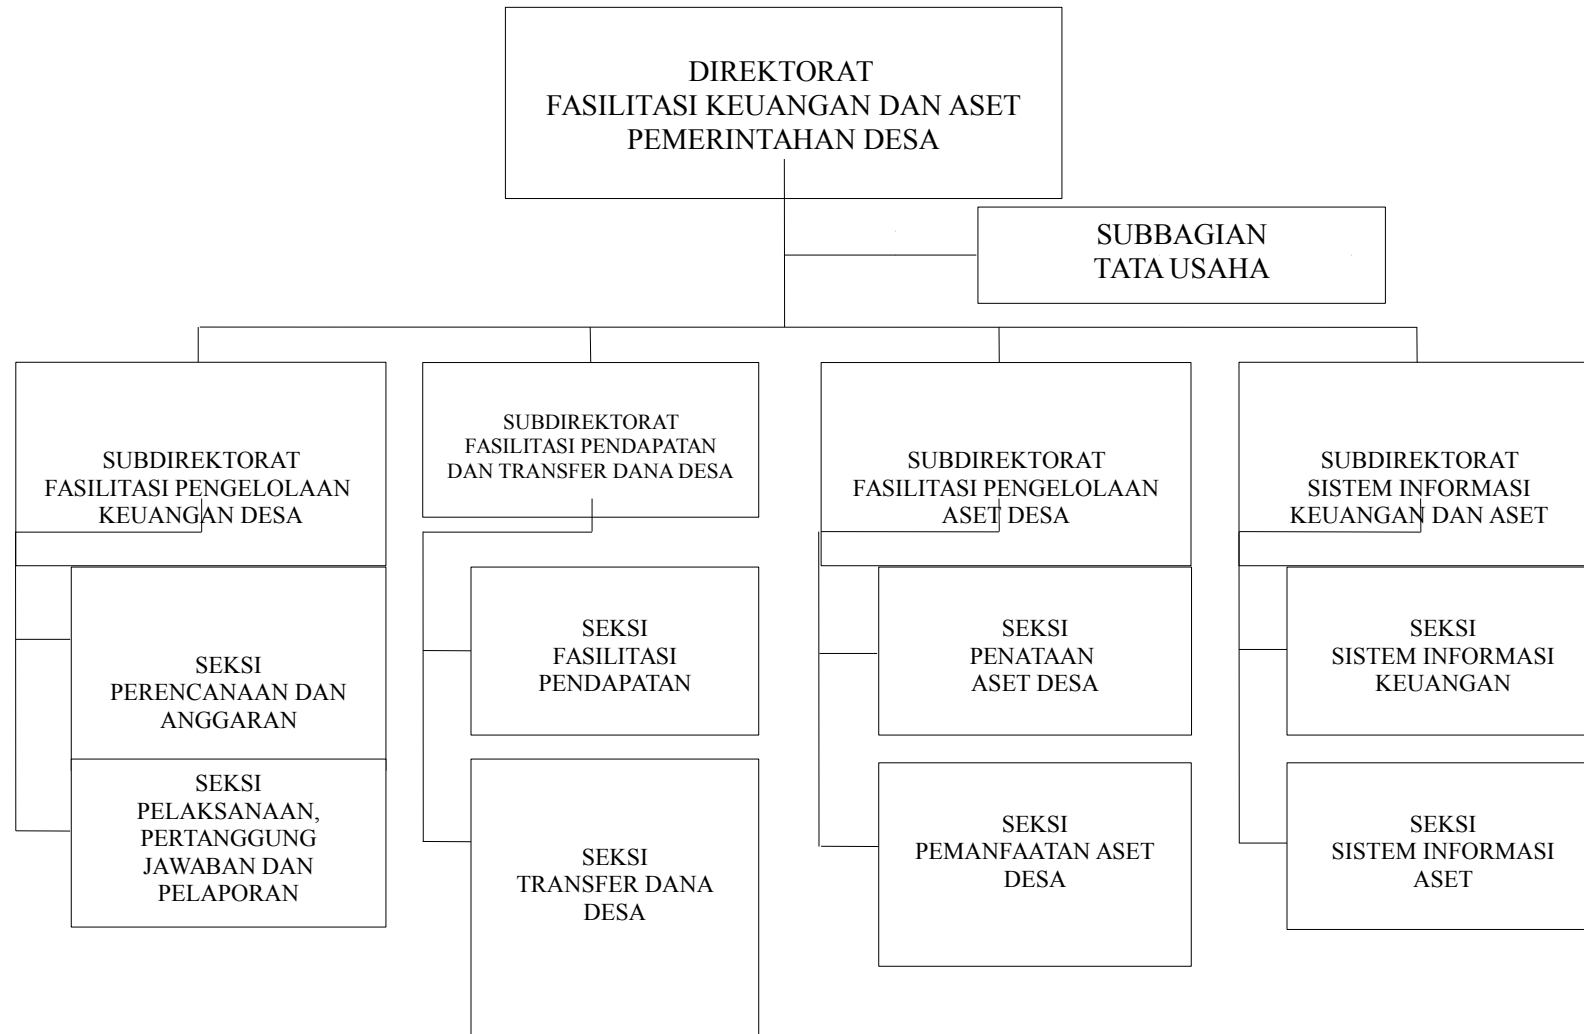 DIREKTORAT
FASILITASI KEUANGAN DAN ASET
PEMERINTAHAN DESA
SUBBAGIAN
TATA USAHA
SUBDIREKTORAT
FASILITASI PENGELOLAAN
KEUANGAN DESA
SUBDIREKTORAT
FASILITASI PENDAPATAN
DAN TRANSFER DANA DESA
SUBDIREKTORAT
FASILITASI PENGELOLAAN
ASET DESA
SUBDIREKTORAT
SISTEM INFORMASI
KEUANGAN DAN ASET
SEKSI
PERENCANAAN DAN
ANGGARAN
SEKSI
FASILITASI
PENDAPATAN
SEKSI
PENATAAN
ASET DESA
SEKSI
SISTEM INFORMASI
KEUANGAN
SEKSI
PELAKSANAAN,
PERTANGGUNG
JAWABAN DAN
PELAPORAN
SEKSI
TRANSFER DANA
DESA
SEKSI
PEMANFAATAN ASET
DESA
SEKSI
SISTEM INFORMASI
ASET